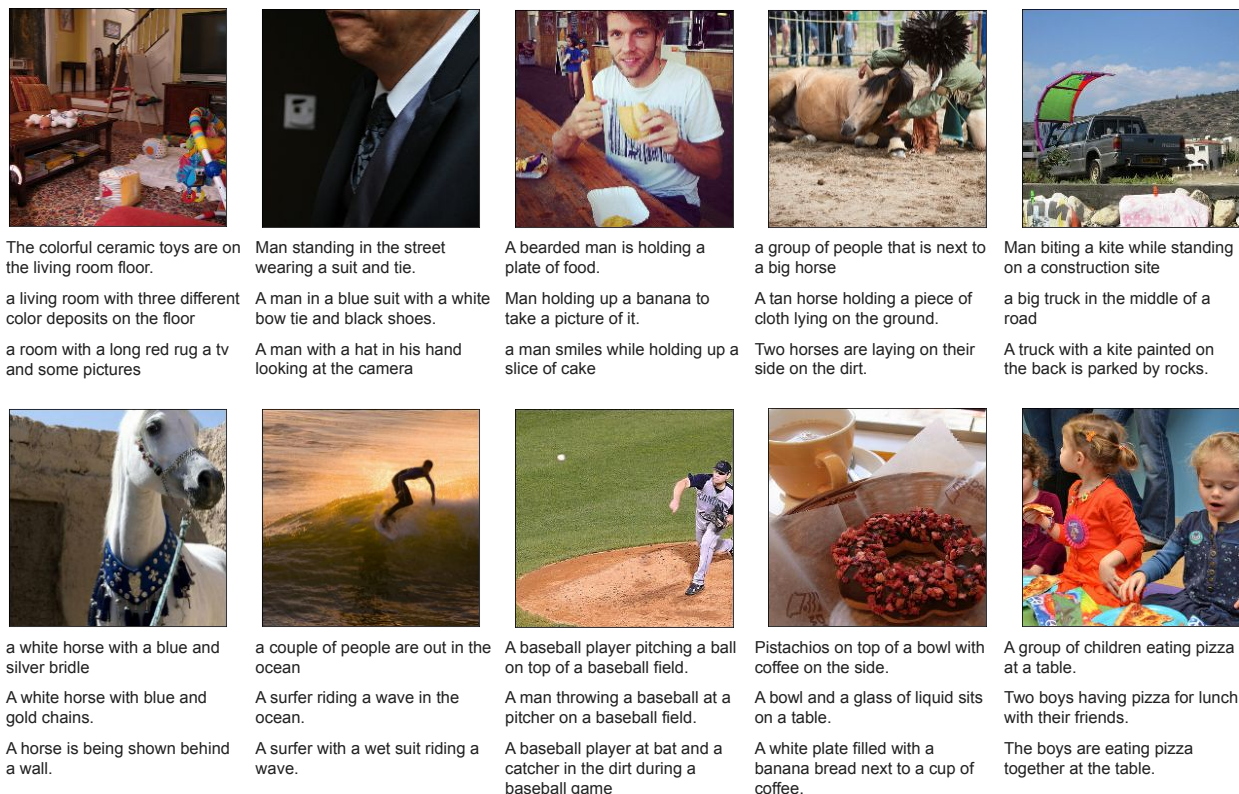 The colorful ceramic toys are on
the living room floor.
a living room with three different
color deposits on the floor
a room with a long red rug a tv
and some pictures
Man standing in the street
wearing a suit and tie.
A man in a blue suit with a white
bow tie and black shoes.
A man with a hat in his hand
looking at the camera
A bearded man is holding a
plate of food.
Man holding up a banana to
take a picture of it.
a man smiles while holding up a
slice of cake
a group of people that is next to
a big horse
A tan horse holding a piece of
cloth lying on the ground.
Two horses are laying on their
side on the dirt.
Man biting a kite while standing
on a construction site
a big truck in the middle of a
road
A truck with a kite painted on
the back is parked by rocks.
a white horse with a blue and
silver bridle
A white horse with blue and
gold chains.
A horse is being shown behind
a wall.
a couple of people are out in the
ocean
A surfer riding a wave in the
ocean.
A surfer with a wet suit riding a
wave.
A baseball player pitching a ball
on top of a baseball field.
A man throwing a baseball at a
pitcher on a baseball field.
A baseball player at bat and a
catcher in the dirt during a
baseball game
Pistachios on top of a bowl with
coffee on the side.
A bowl and a glass of liquid sits
on a table.
A white plate filled with a
banana bread next to a cup of
coffee.
A group of children eating pizza
at a table.
Two boys having pizza for lunch
with their friends.
The boys are eating pizza
together at the table.